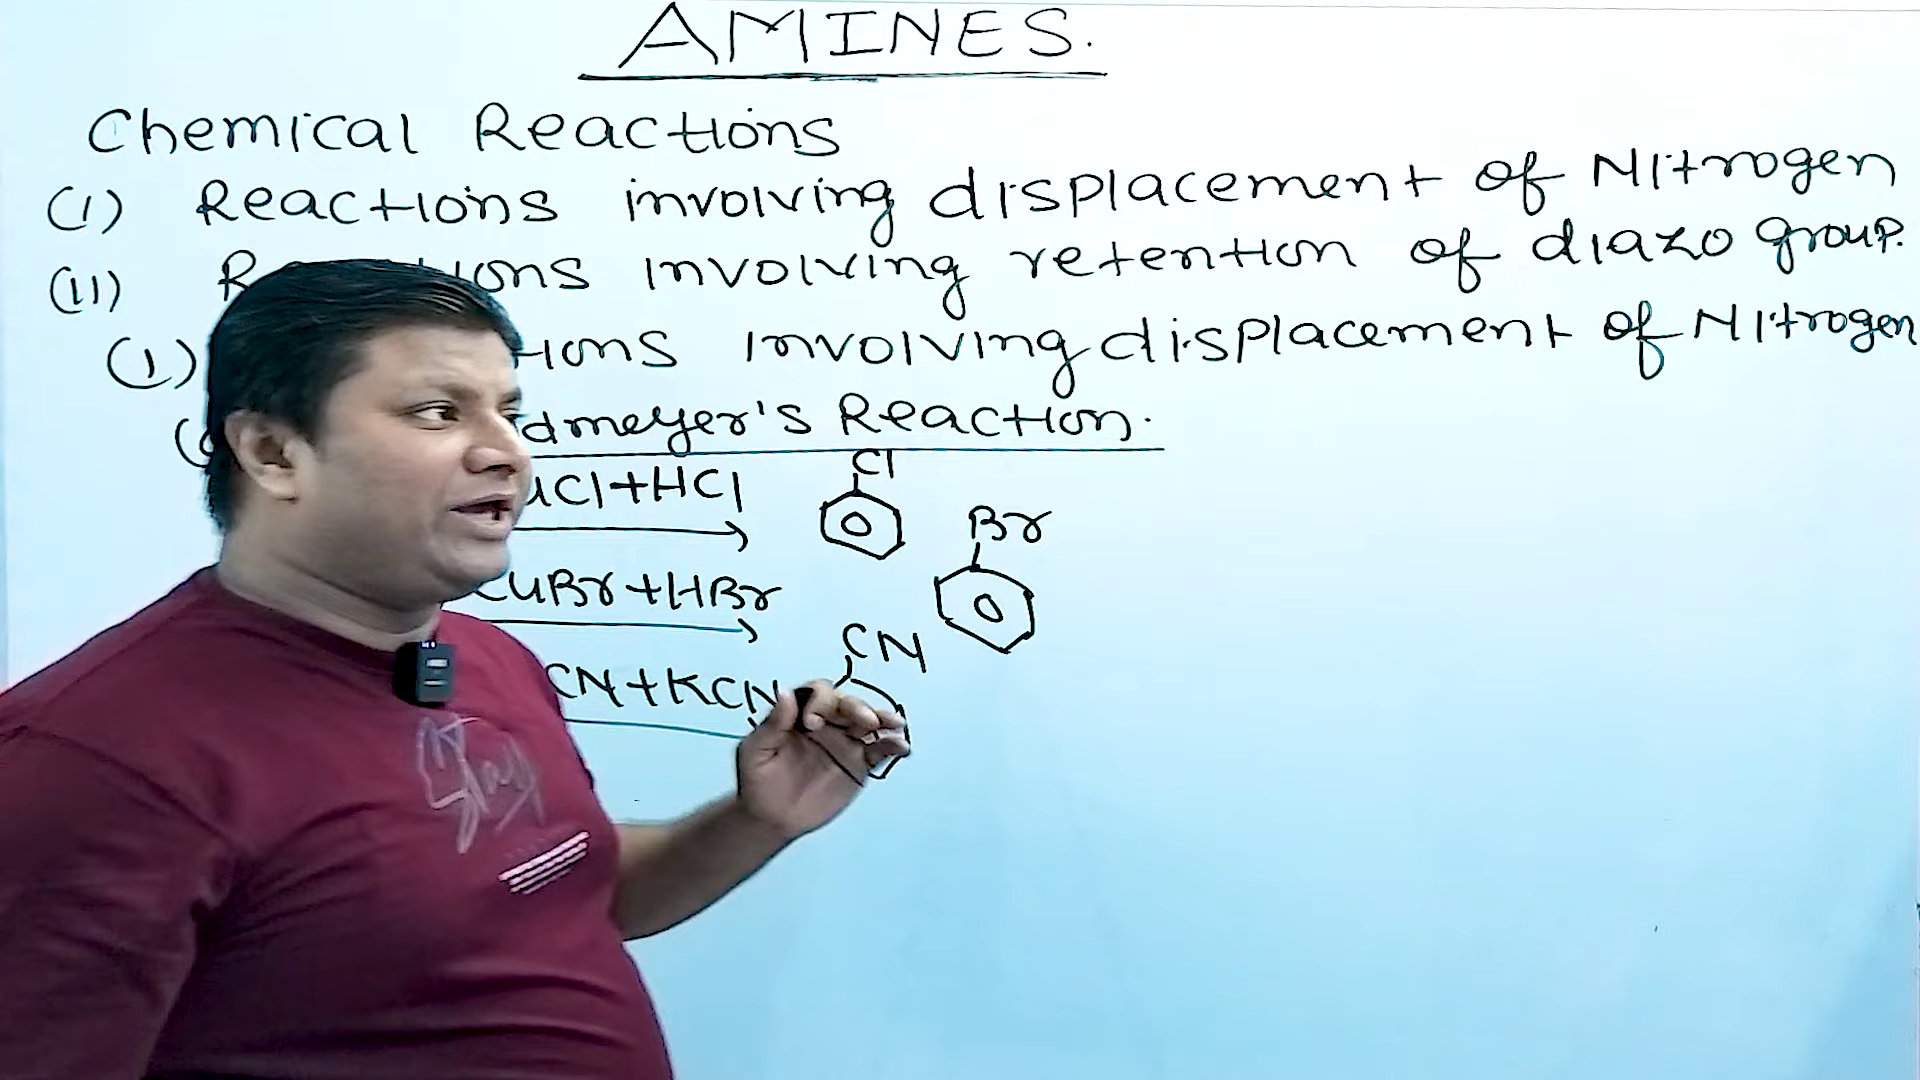 AMINES.
Chemical Reactions
(I) Reactions involving displacement of Nitrogen
(II) involving retention of diazo group.
(I) involving displacement of Nitrogen
Reaction.
Cl
+HCl
Br
CuBr+HBr
CN
CN+KCN